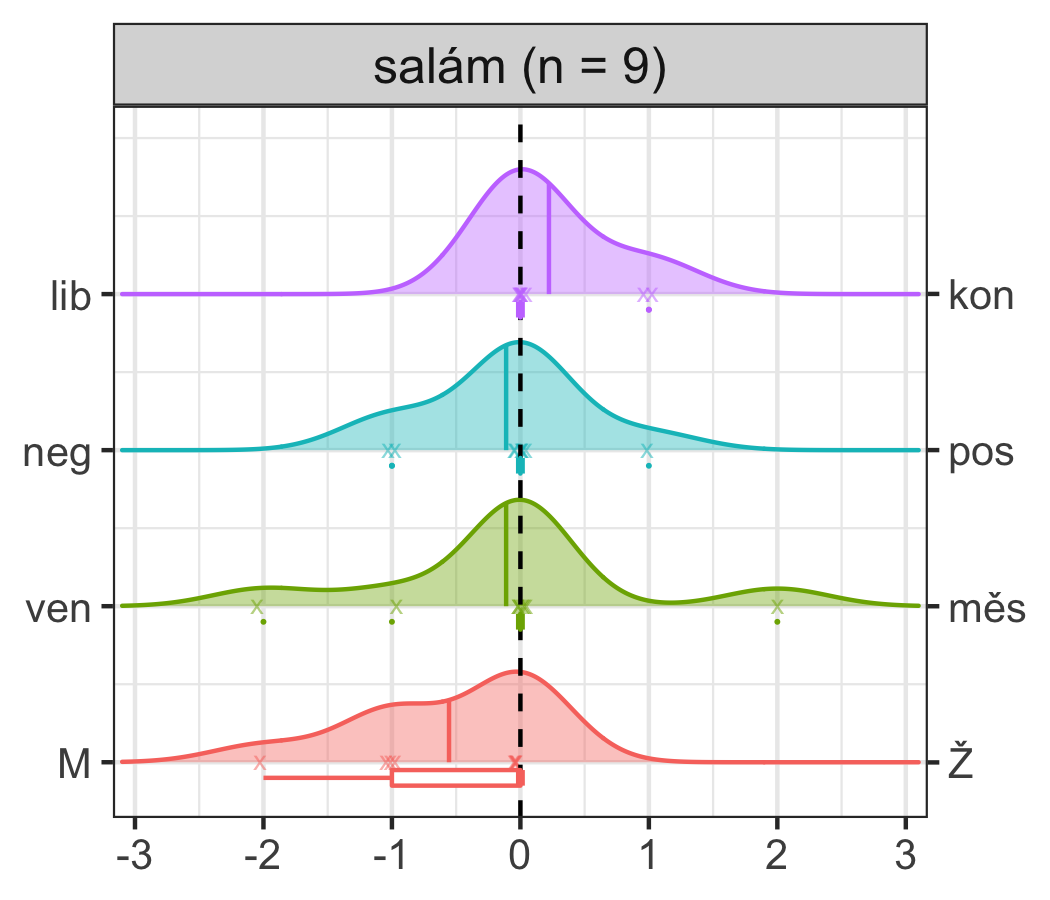 salám (n = 9)
lib kon
neg pos
ven měs
M Ž
-3 -2 -1 0 1 2 3